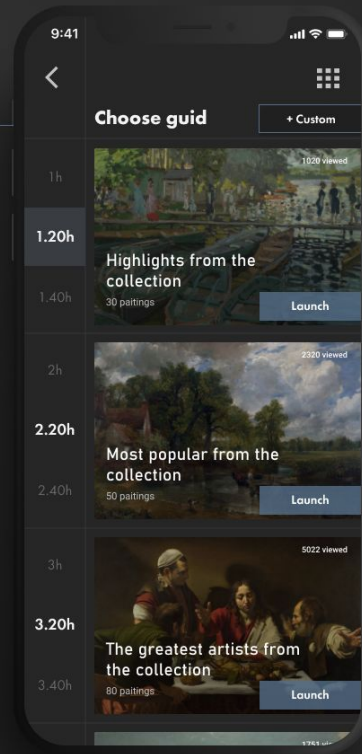 9:41
Choose guid
+ Custom
1h
1.20h
1.40h
1020 viewed
Highlights from the
collection
30 paitings
Launch
2h
2.20h
2.40h
2320 viewed
Most popular from the
collection
50 paitings
Launch
3h
3.20h
3.40h
5022 viewed
The greatest artists from
the collection
80 paitings
Launch